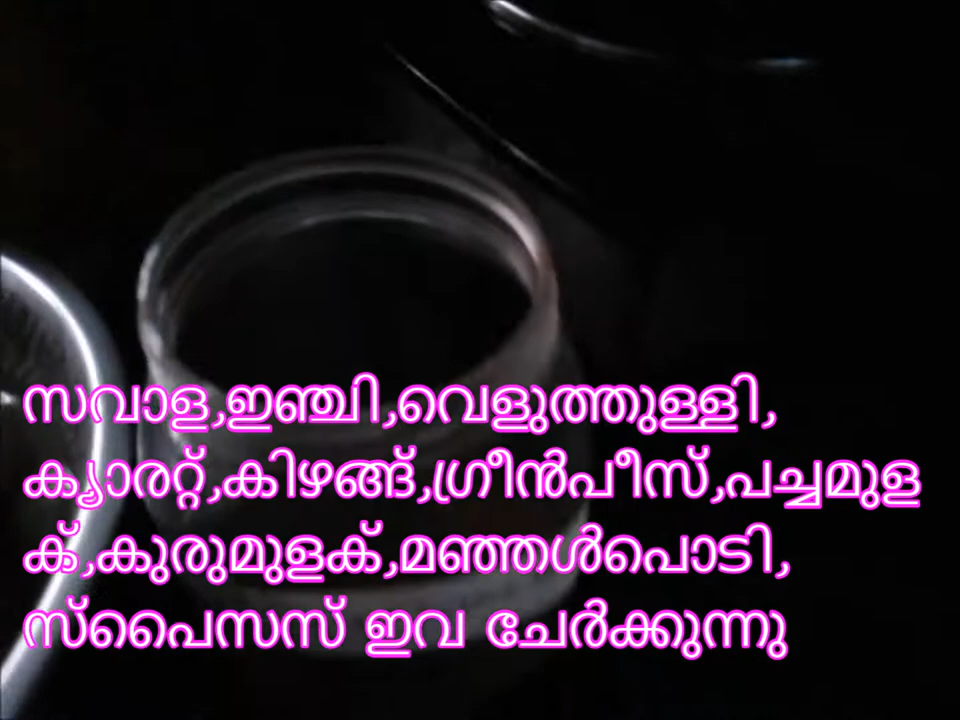 സവാള,ഇഞ്ചി,വെളുത്തുള്ളി,
ക്യാരറ്റ്,കിഴങ്ങ്,ഗ്രീൻപീസ്,പച്ചമുള
ക്,കുരുമുളക്,മഞ്ഞൾപൊടി,
സ്പൈസസ് ഇവ ചേർക്കുന്നു